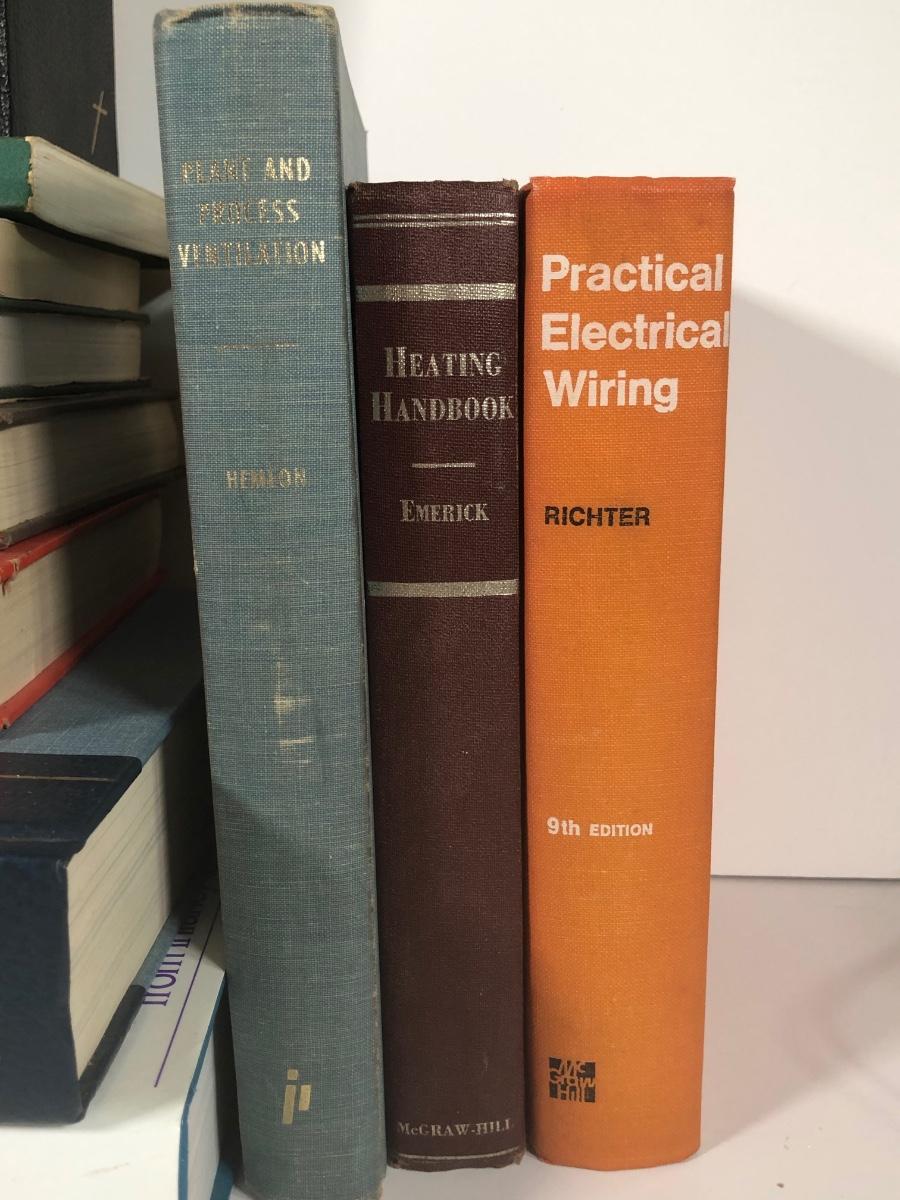 PLANT AND
PROCESS
VENTILATION
HEMEON
HEATING
HANDBOOK
EMERICK
McGRAW-HILL
Practical
Electrical
Wiring
RICHTER
9th EDITION
Mc
Graw
Hill